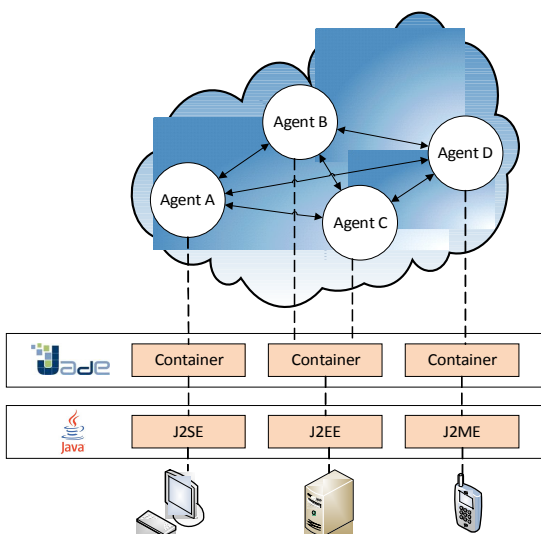 Agent B
Agent D
Agent A
Agent C
Jade
Container
Container
Container
Java
J2SE
J2EE
J2ME